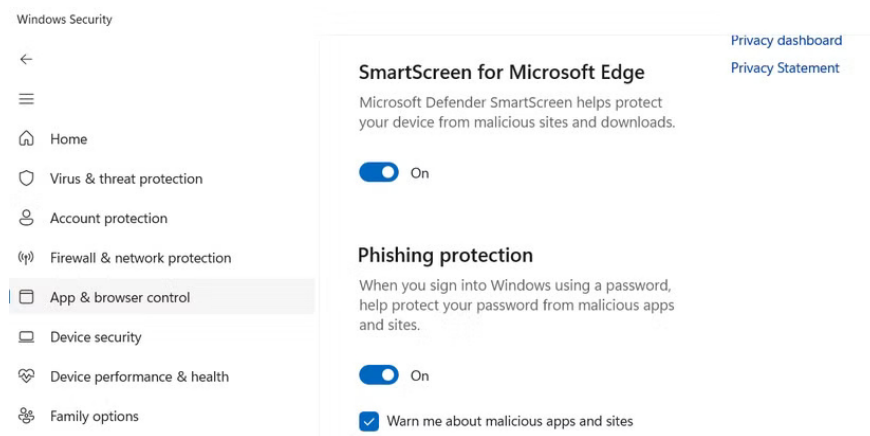 Windows Security
Home
Virus & threat protection
Account protection
Firewall & network protection
App & browser control
Device security
Device performance & health
Family options
SmartScreen for Microsoft Edge
Microsoft Defender SmartScreen helps protect
your device from malicious sites and downloads.
On
Phishing protection
When you sign into Windows using a password,
help protect your password from malicious apps
and sites.
On
Warn me about malicious apps and sites
Privacy dashboard
Privacy Statement